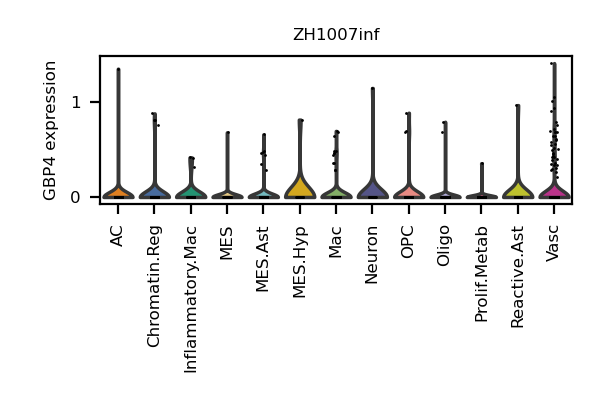 ZH1007inf
GBP4 expression
1
0
AC
Chromatin.Reg
Inflammatory.Mac
MES
MES.Ast
MES.Hyp
Mac
Neuron
OPC
Oligo
Prolif.Metab
Reactive.Ast
Vasc